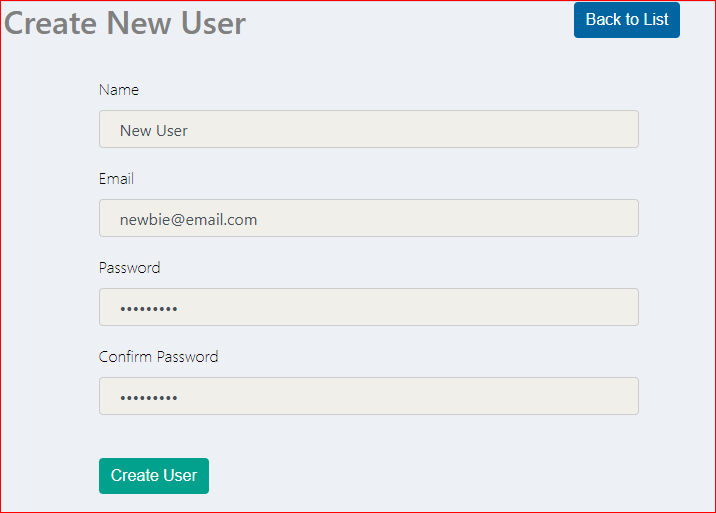 Create New User
Back to List
Name
New User
Email
newbie@email.com
Password
•••••••••
Confirm Password
•••••••••
Create User